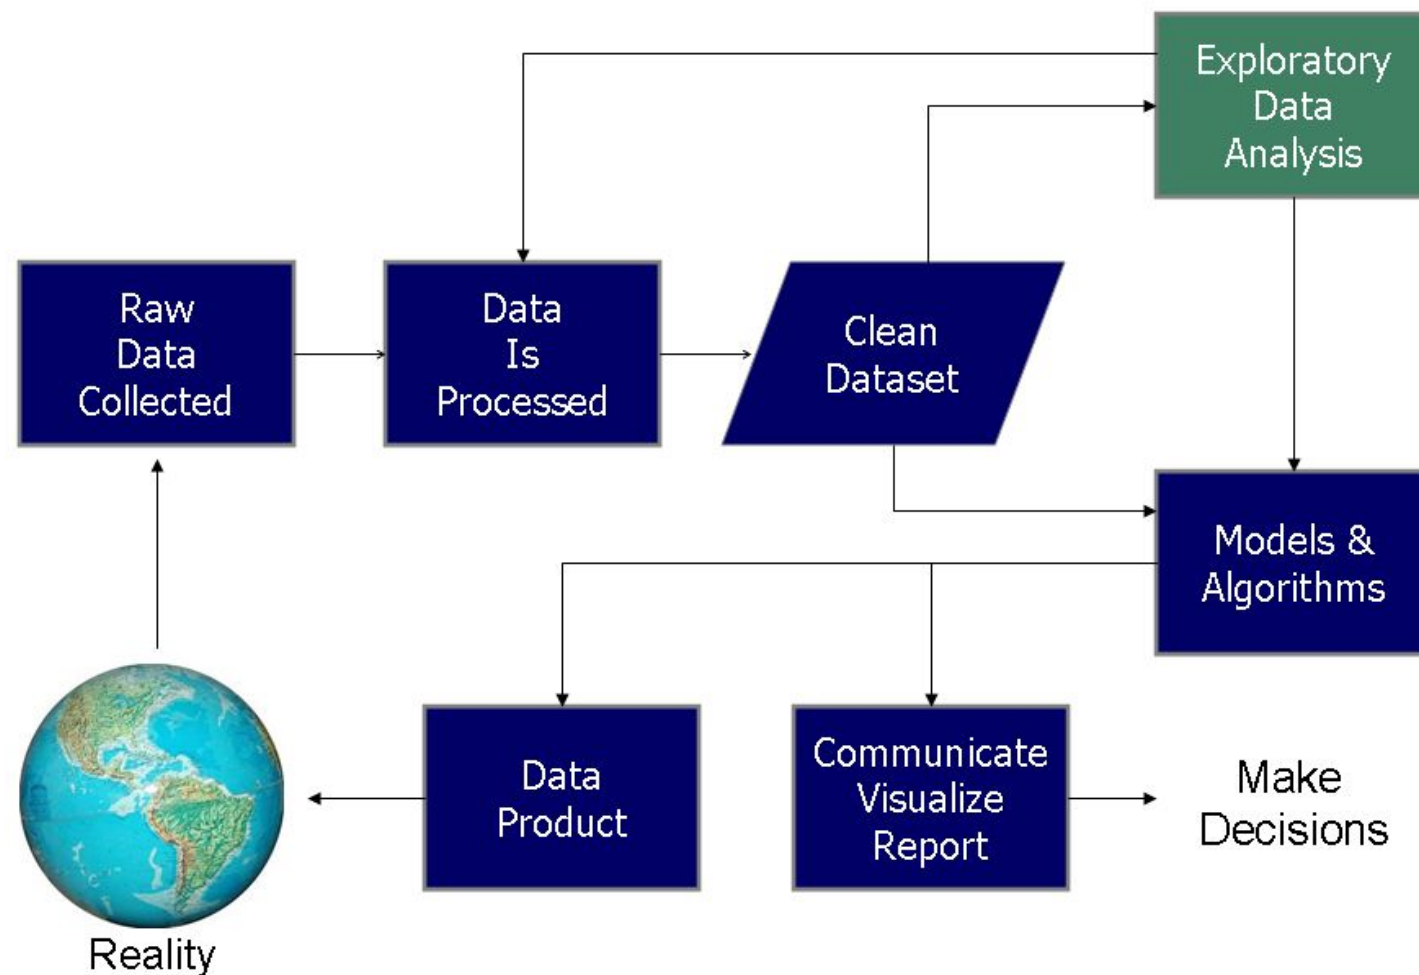 Exploratory
Data
Analysis
Raw
Data
Collected
Data
Is
Processed
Clean
Dataset
Models &
Algorithms
Data
Product
Communicate
Visualize
Report
Make
Decisions
Reality